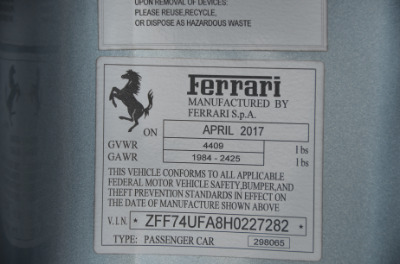 UPON REMOVAL OF DEVICES:
PLEASE REUSE, RECYCLE,
OR DISPOSE AS HAZARDOUS WASTE
Ferrari
MANUFACTURED BY
FERRARI S.p.A.
ON APRIL 2017
GVWR 4409 lbs
GAWR 1984 - 2425 lbs
THIS VEHICLE CONFORMS TO ALL APPLICABLE
FEDERAL MOTOR VEHICLE SAFETY, BUMPER, AND
THEFT PREVENTION STANDARDS IN EFFECT ON
THE DATE OF MANUFACTURE SHOWN ABOVE
V.I.N. * ZFF74UFA8H0227282 *
TYPE: PASSENGER CAR 298065